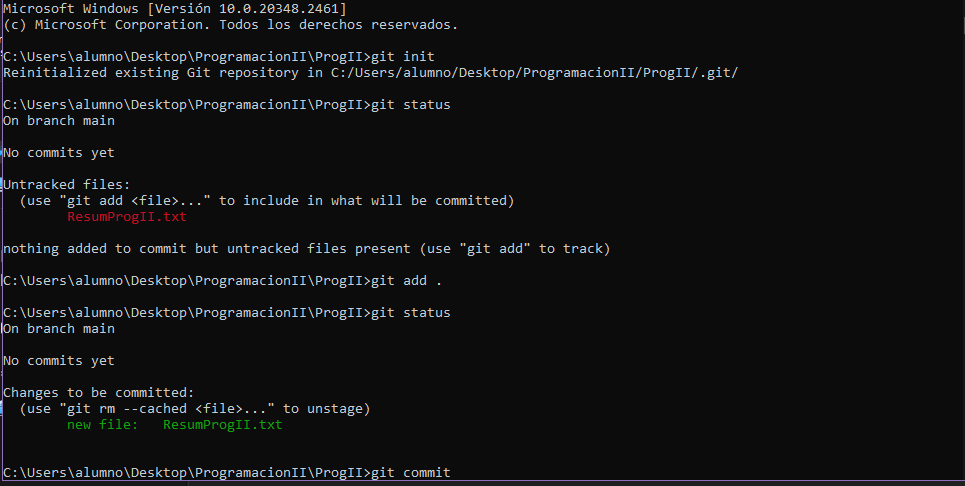 Microsoft Windows [Versión 10.0.20348.2461]
(c) Microsoft Corporation. Todos los derechos reservados.
C:\Users\alumno\Desktop\ProgramacionII\ProgII>git init
Reinitialized existing Git repository in C:/Users/alumno/Desktop/ProgramacionII/ProgII/.git/
C:\Users\alumno\Desktop\ProgramacionII\ProgII>git status
On branch main
No commits yet
Untracked files:
(use "git add <file>..." to include in what will be committed)
ResumProgII.txt
nothing added to commit but untracked files present (use "git add" to track)
C:\Users\alumno\Desktop\ProgramacionII\ProgII>git add .
C:\Users\alumno\Desktop\ProgramacionII\ProgII>git status
On branch main
No commits yet
Changes to be committed:
(use "git rm --cached <file>..." to unstage)
new file:   ResumProgII.txt
C:\Users\alumno\Desktop\ProgramacionII\ProgII>git commit